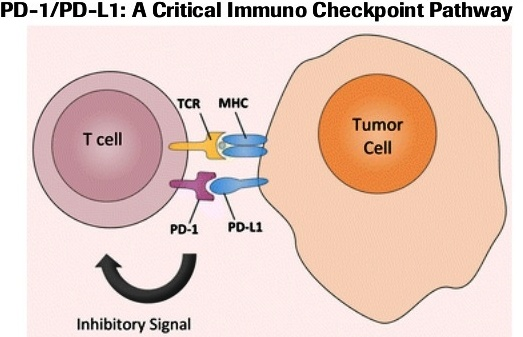 PD-1/PD-L1: A Critical Immuno Checkpoint Pathway
TCR
MHC
T cell
Tumor
Cell
PD-1
PD-L1
Inhibitory Signal